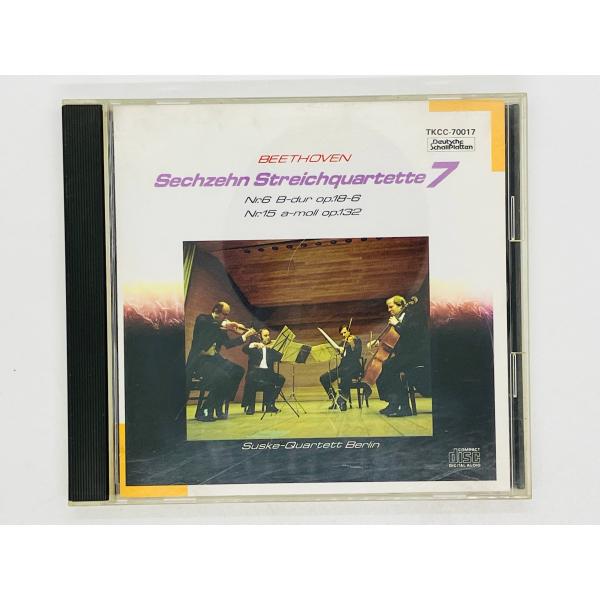 TKCC-70017
Deutsche
SchallPlatten
BEETHOVEN
Sechzehn Streichquartette 7
Nr.6 B-dur op.18-6
Nr.15 a-moll op.132
Suske-Quartett Berlin
COMPACT
DISC
DIGITAL AUDIO